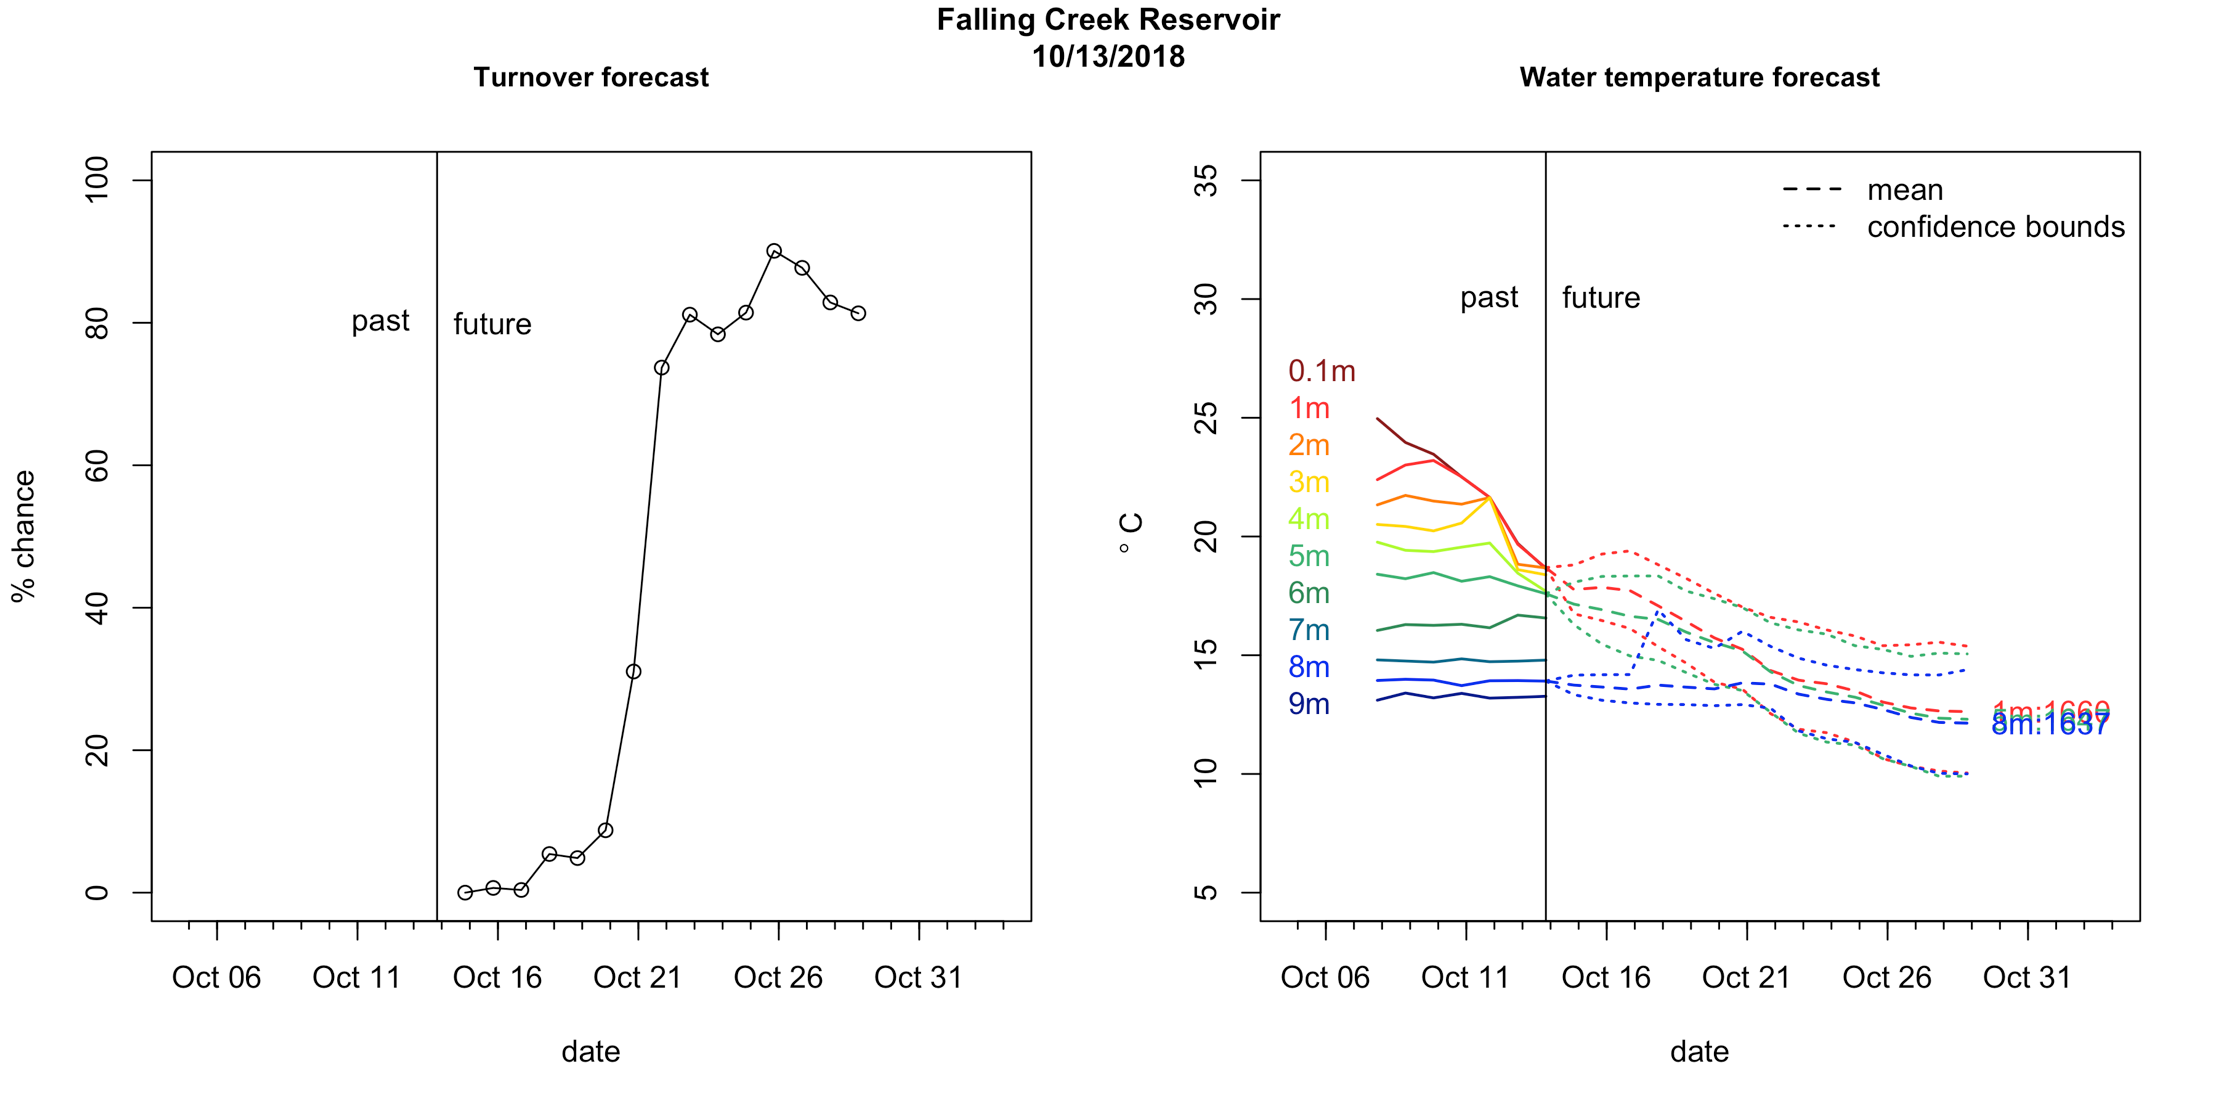 Falling Creek Reservoir
10/13/2018
Turnover forecast
% chance
100
80
60
40
20
0
past
future
Oct 06
Oct 11
Oct 16
Oct 21
Oct 26
Oct 31
date
Water temperature forecast
° C
35
30
25
20
15
10
5
mean
confidence bounds
past
future
0.1m
1m
2m
3m
4m
5m
6m
7m
8m
9m
Oct 06
Oct 11
Oct 16
Oct 21
Oct 26
Oct 31
date